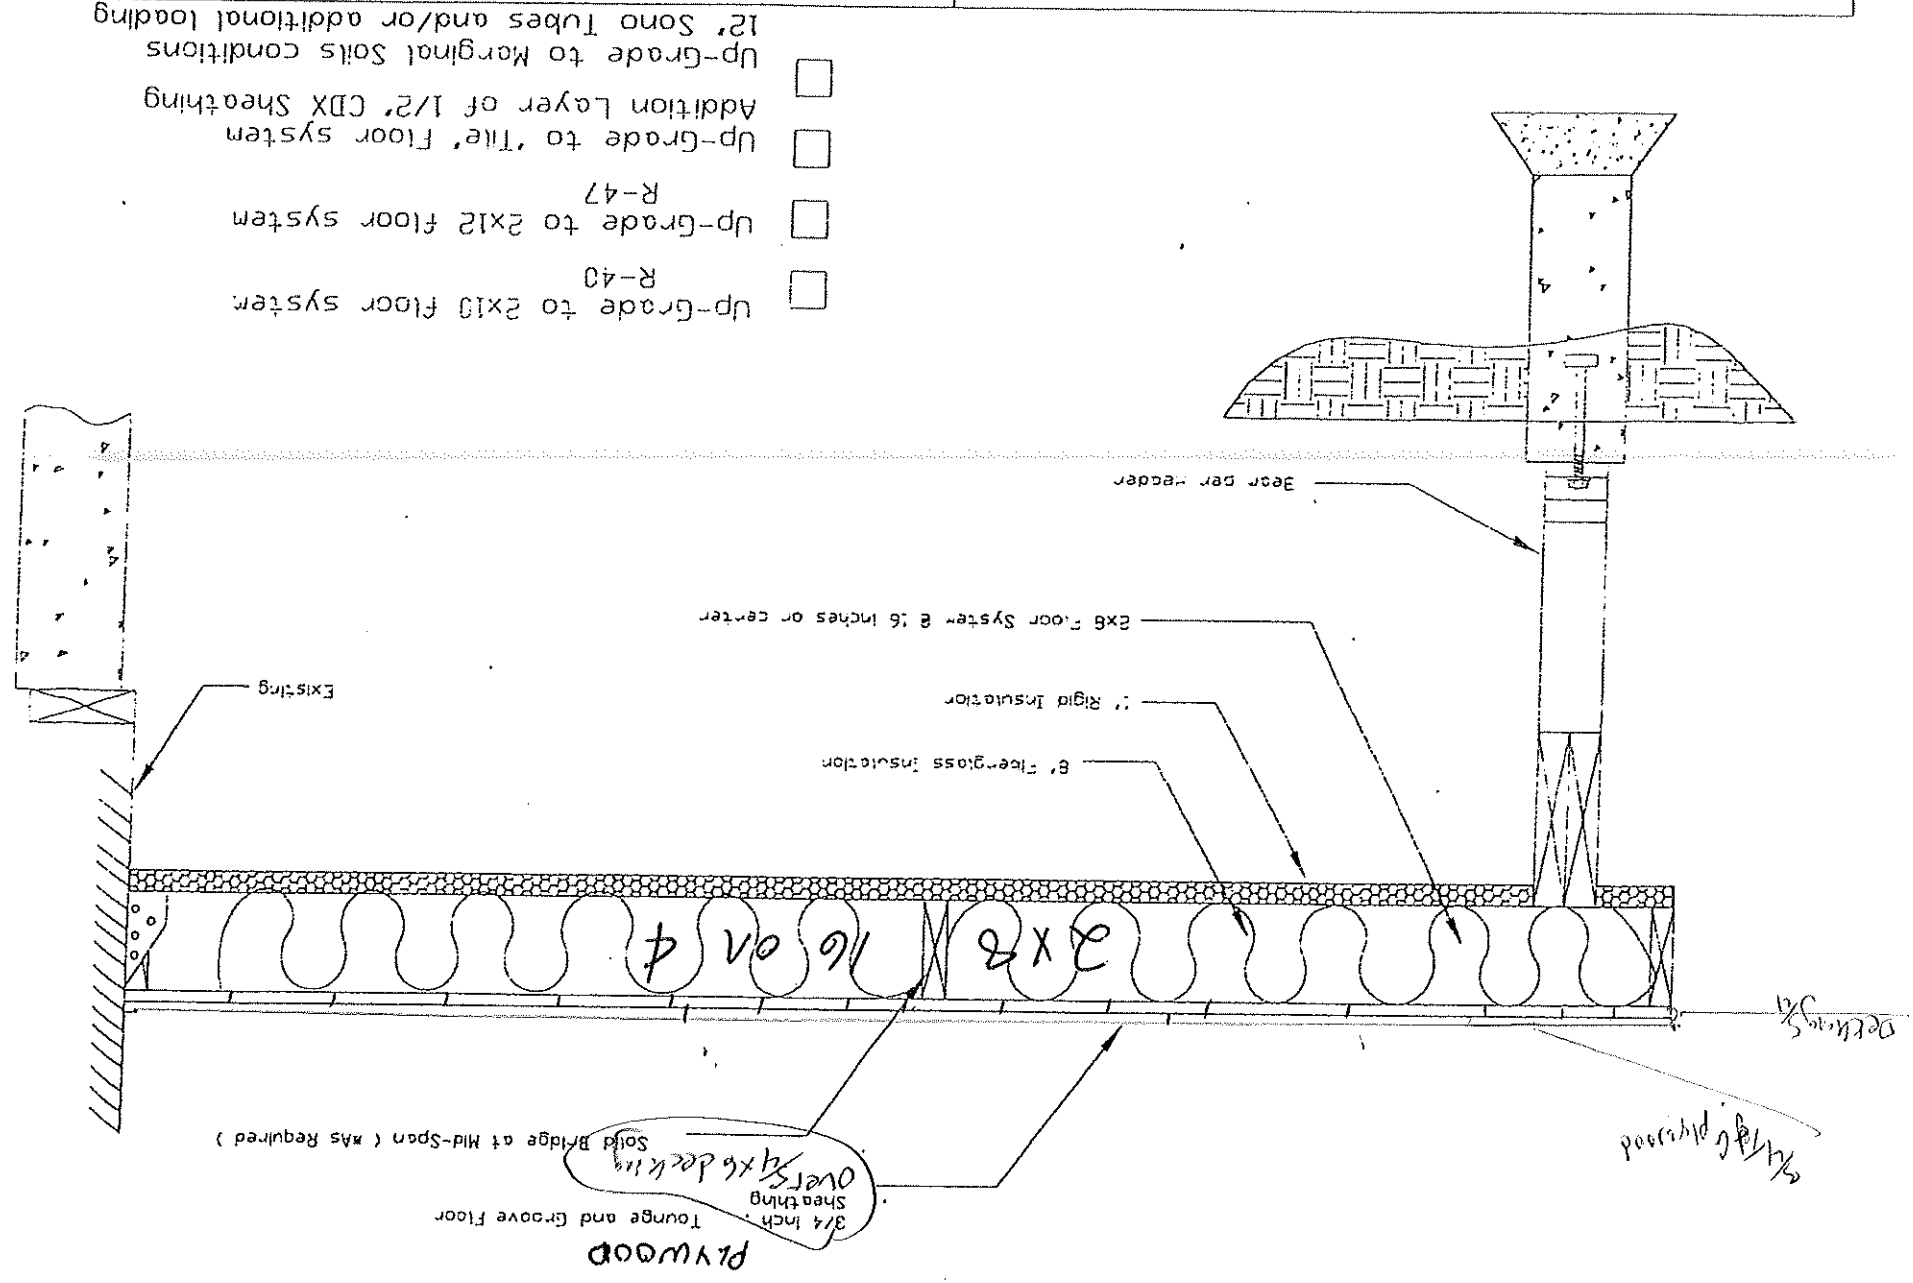 PLYWOOD
3/4 Inch Tounge and Groove Floor
Sheathing
over 5/4x6 decking
Solid Bridge at Mid-Span ( *As Required )
3/4 T&G plywood
Decking 5/4
2x8
16 on
8' Fiberglass Insulation
1' Rigid Insulation
Existing
2x8 Floor System @ 16 inches on center
Bear per Header
Up-Grade to 2x10 floor system
R-40
Up-Grade to 2x12 floor system
R-47
Up-Grade to 'Tile' Floor system
Addition Layer of 1/2' CDX Sheathing
Up-Grade to Marginal Soils conditions
12' Sono Tubes and/or additional loading